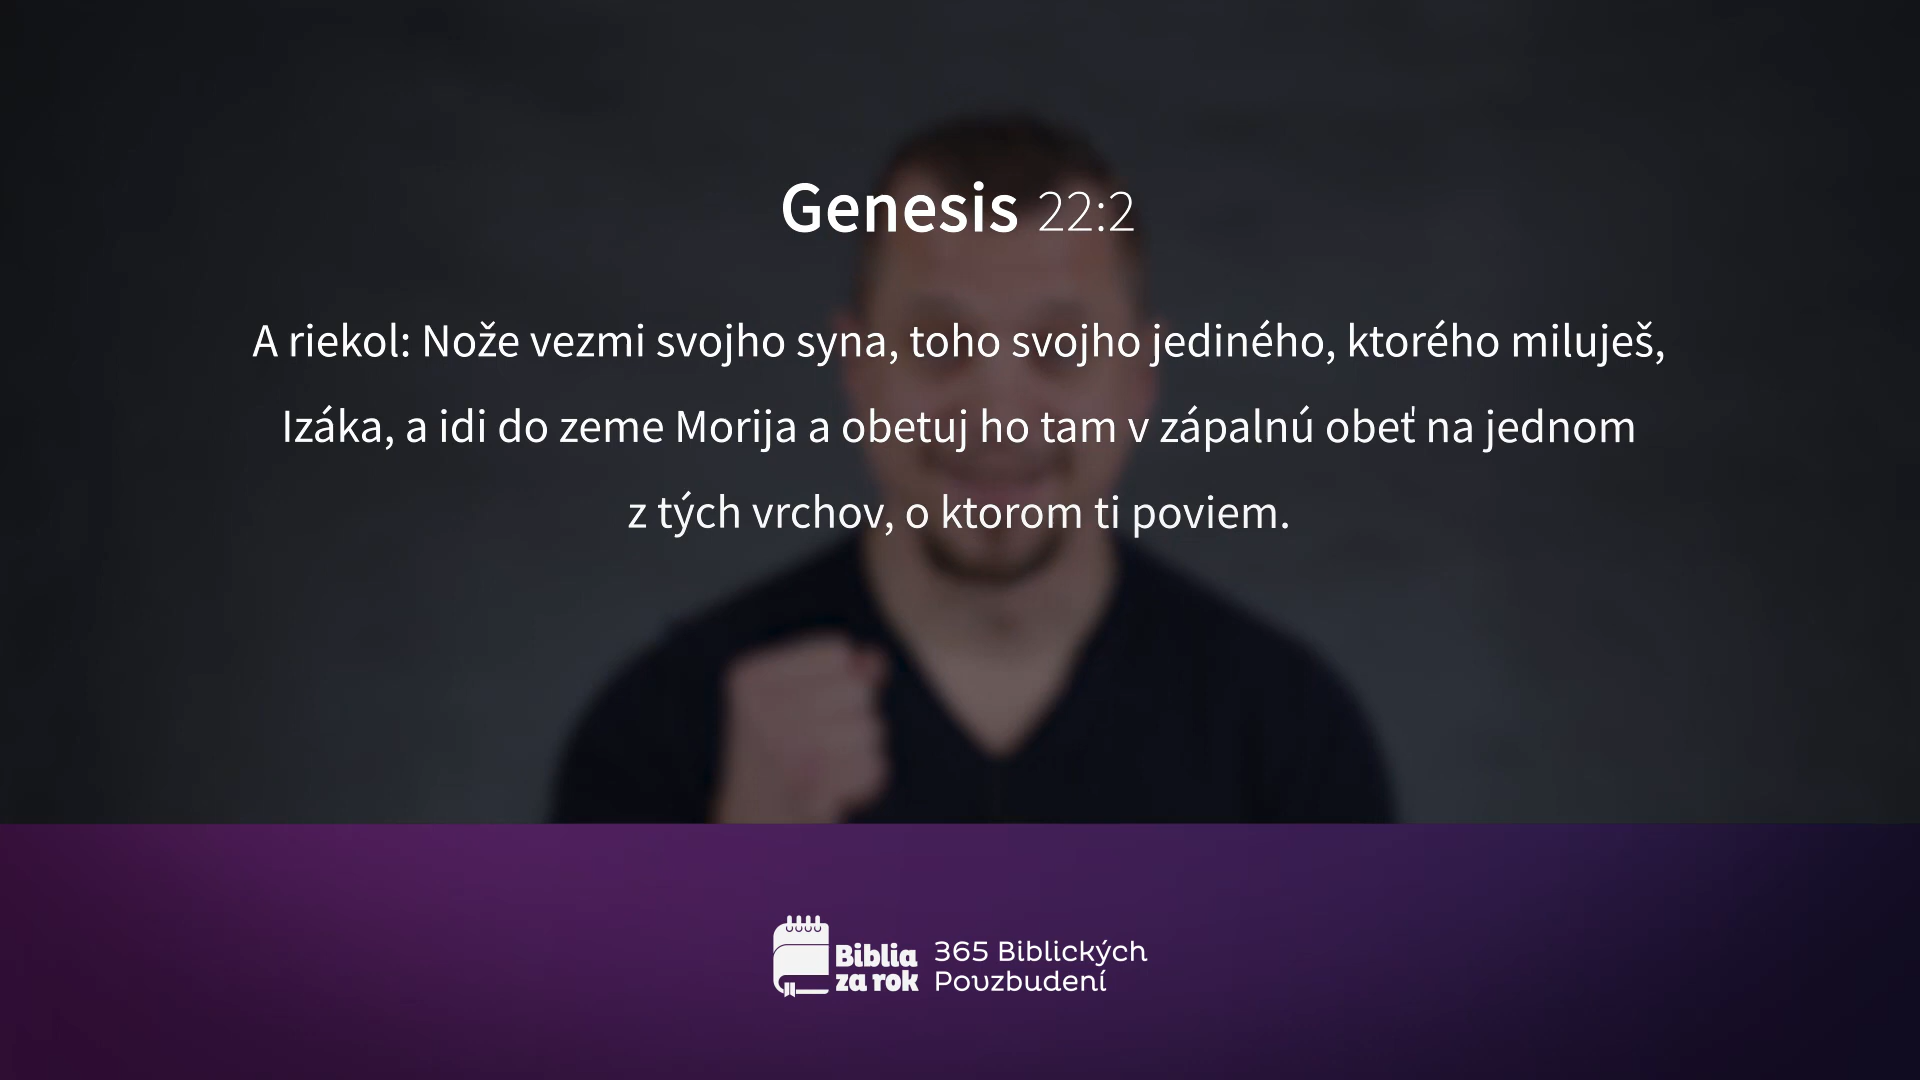 Genesis 22:2
A riekol: Nože vezmi svojho syna, toho svojho jediného, ktorého miluješ,
Izáka, a idi do zeme Morija a obetuj ho tam v zápalnú obeť na jednom
z tých vrchov, o ktorom ti poviem.
Biblia
za rok
365 Biblických
Povzbudení